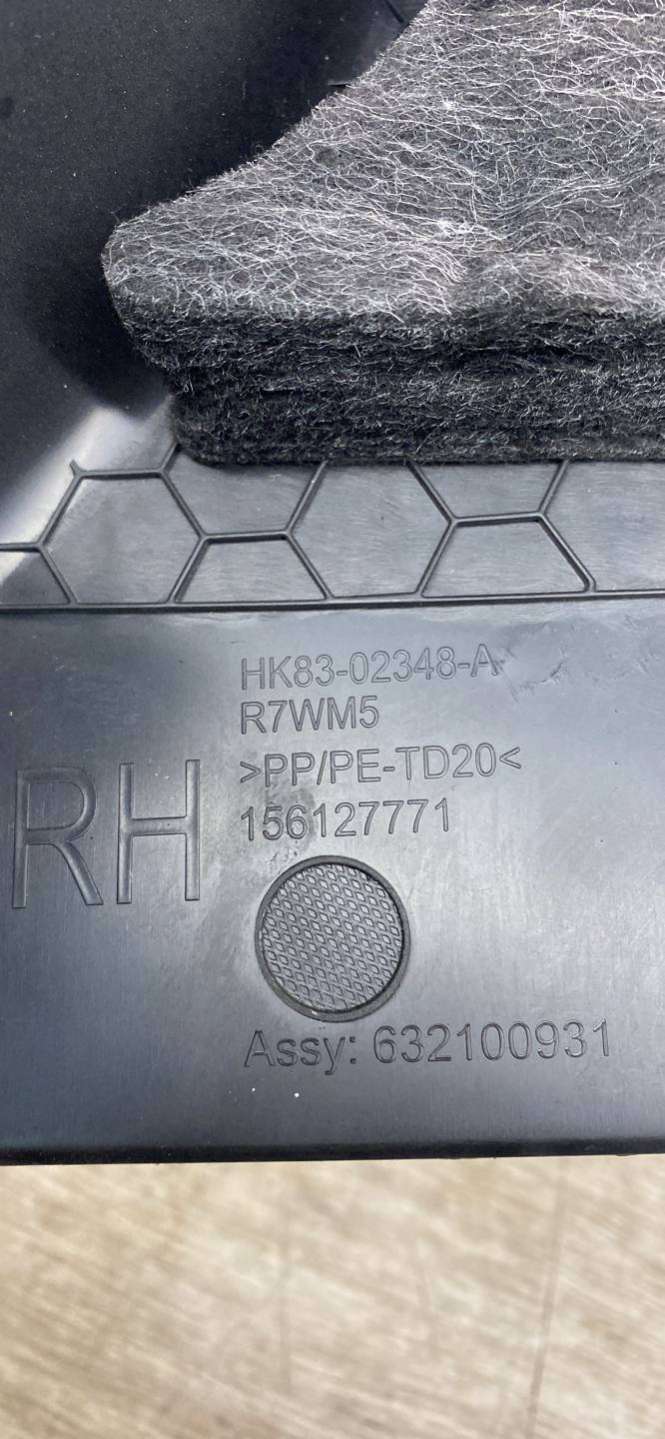 HK83-02348-A
R7WM5
>PP/PE-TD20<
156127771
RH
Assy: 632100931